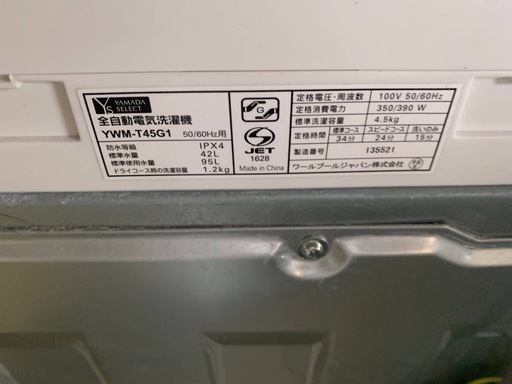 YS YAMADA SELECT
全自動電気洗濯機
YWM-T45G1 50/60Hz用
防水等級 IPX4
標準水量 42L
標準使用水量 95L
ドライコース時の洗濯容量 1.2kg
G
JET
1628
Made in China
定格電圧・周波数 100V 50/60Hz
定格消費電力 350/390 W
標準洗濯容量 4.5kg
定格時間 標準コース スピードコース 洗いのみ
34分 24分 15分
製造番号 135521
ワールプールジャパン株式会社